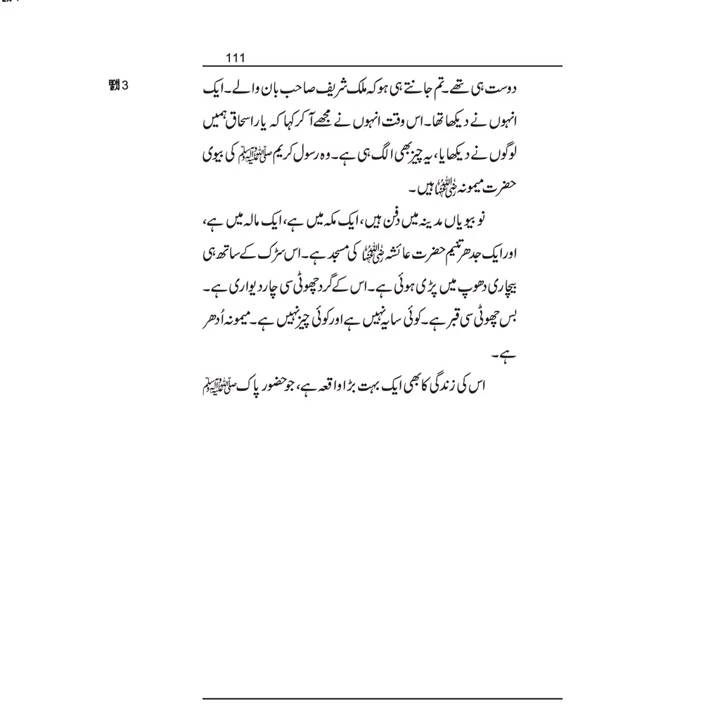 111
3
دوست ہی تھے۔ تم جانتے ہی ہو کہ ملک شریف صاحب بان والے۔ ایک
انہوں نے دیکھا تھا۔ اس وقت انہوں نے مجھے آ کر کہا کہ یار اسحاق ہمیں
لوگوں نے دیکھایا، یہ چیز بھی الگ ہی ہے۔ وہ رسول کریم ﷺ کی بیوی
حضرت میمونہ رضی اللہ عنہا ہیں۔
نو بیویاں مدینہ میں دفن ہیں، ایک مکہ میں ہے، ایک مالہ میں ہے،
اور ایک جدھر تنیم حضرت عائشہ رضی اللہ عنہا کی مسجد ہے۔ اس سڑک کے ساتھ ہی
بیچاری دھوپ میں پڑی ہوئی ہے۔ اس کے گرد چھوٹی سی چار دیواری ہے۔
بس چھوٹی سی قبر ہے۔ کوئی سایہ نہیں ہے اور کوئی چیز نہیں ہے۔ میمونہ اُدھر
ہے۔
اس کی زندگی کا بھی ایک بہت بڑا واقعہ ہے، جو حضور پاک ﷺ